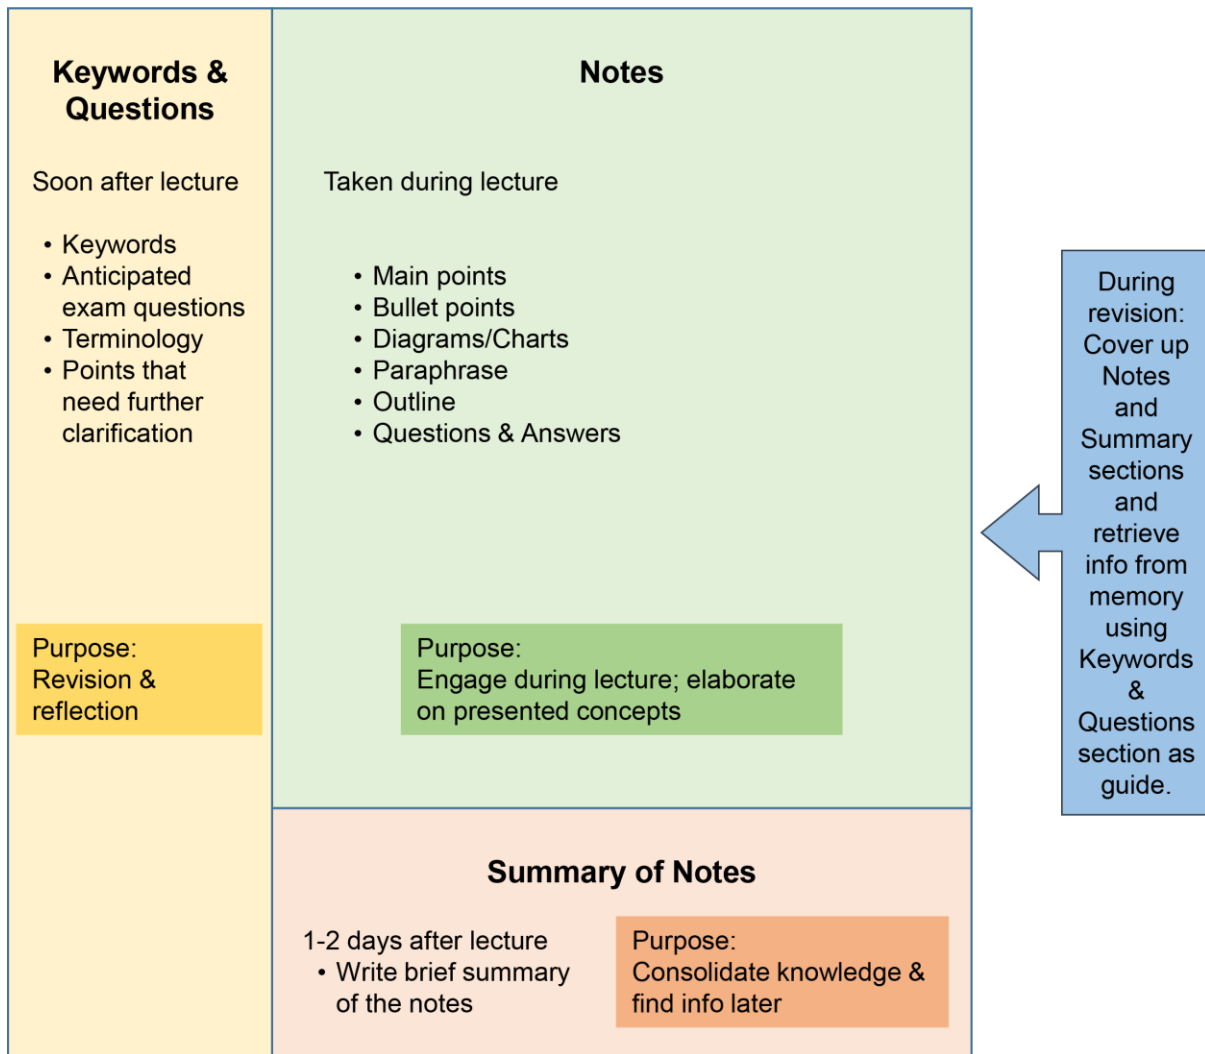 Keywords &
Questions
Soon after lecture
• Keywords
• Anticipated
exam questions
• Terminology
• Points that
need further
clarification
Purpose:
Revision &
reflection
Notes
Taken during lecture
• Main points
• Bullet points
• Diagrams/Charts
• Paraphrase
• Outline
• Questions & Answers
Purpose:
Engage during lecture; elaborate
on presented concepts
Summary of Notes
1-2 days after lecture
• Write brief summary
of the notes
Purpose:
Consolidate knowledge &
find info later
During
revision:
Cover up
Notes
and
Summary
sections
and
retrieve
info from
memory
using
Keywords
&
Questions
section as
guide.